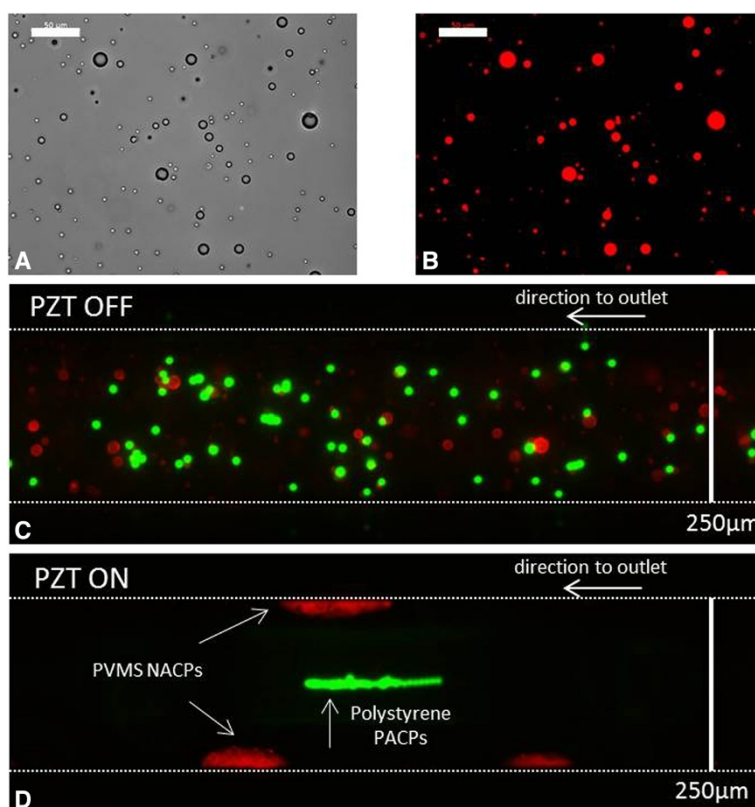 50 μm
50 μm
A
B
PZT OFF
direction to outlet
C
250μm
PZT ON
direction to outlet
PVMS NACPs
Polystyrene
PACPs
D
250μm